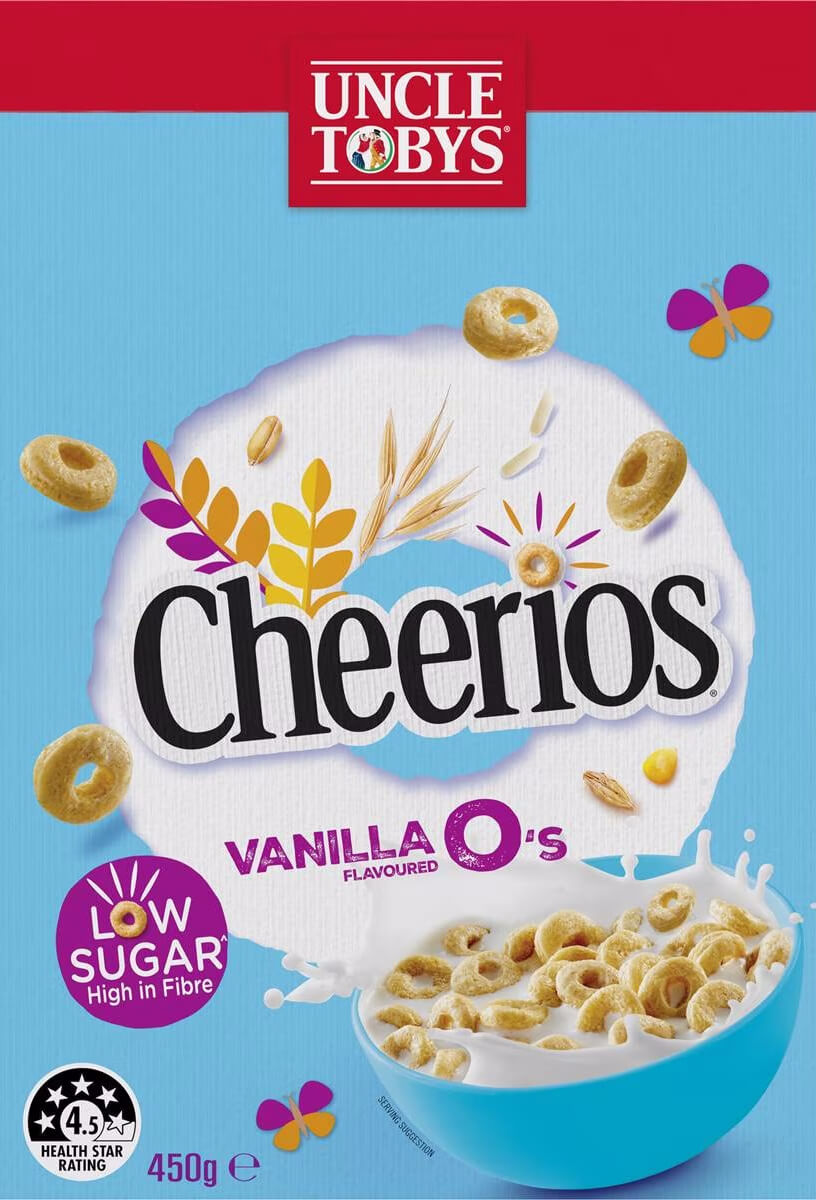 UNCLE
TOBYS®
Cheerios®
VANILLA O's
FLAVOURED
LOW
SUGAR^
High in Fibre
4.5
HEALTH STAR
RATING
450g e
SERVING SUGGESTION